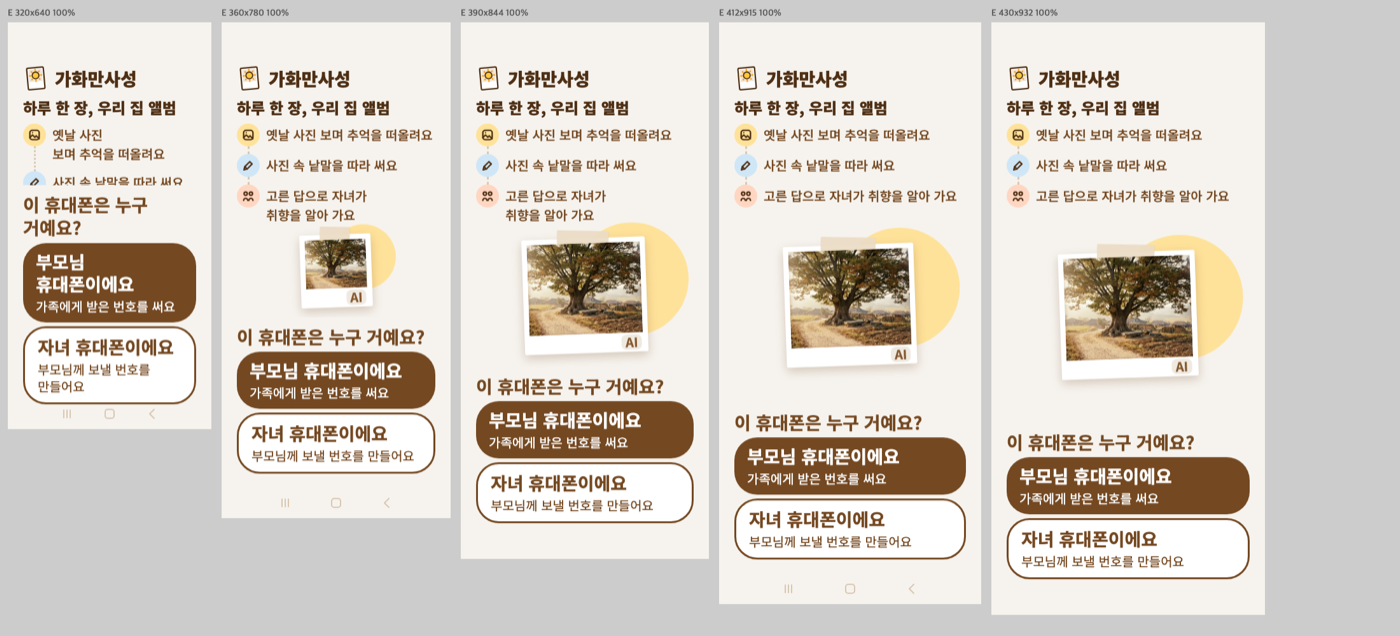 E 320x640 100%
가화만사성
하루 한 장, 우리 집 앨범
옛날 사진
보며 추억을 떠올려요
사진 속 낱말을 따라 써요
이 휴대폰은 누구
거예요?
부모님
휴대폰이에요
가족에게 받은 번호를 써요
자녀 휴대폰이에요
부모님께 보낼 번호를
만들어요
E 360x780 100%
가화만사성
하루 한 장, 우리 집 앨범
옛날 사진 보며 추억을 떠올려요
사진 속 낱말을 따라 써요
고른 답으로 자녀가
취향을 알아 가요
AI
이 휴대폰은 누구 거예요?
부모님 휴대폰이에요
가족에게 받은 번호를 써요
자녀 휴대폰이에요
부모님께 보낼 번호를 만들어요
E 390x844 100%
가화만사성
하루 한 장, 우리 집 앨범
옛날 사진 보며 추억을 떠올려요
사진 속 낱말을 따라 써요
고른 답으로 자녀가
취향을 알아 가요
AI
이 휴대폰은 누구 거예요?
부모님 휴대폰이에요
가족에게 받은 번호를 써요
자녀 휴대폰이에요
부모님께 보낼 번호를 만들어요
E 412x915 100%
가화만사성
하루 한 장, 우리 집 앨범
옛날 사진 보며 추억을 떠올려요
사진 속 낱말을 따라 써요
고른 답으로 자녀가 취향을 알아 가요
AI
이 휴대폰은 누구 거예요?
부모님 휴대폰이에요
가족에게 받은 번호를 써요
자녀 휴대폰이에요
부모님께 보낼 번호를 만들어요
E 430x932 100%
가화만사성
하루 한 장, 우리 집 앨범
옛날 사진 보며 추억을 떠올려요
사진 속 낱말을 따라 써요
고른 답으로 자녀가 취향을 알아 가요
AI
이 휴대폰은 누구 거예요?
부모님 휴대폰이에요
가족에게 받은 번호를 써요
자녀 휴대폰이에요
부모님께 보낼 번호를 만들어요